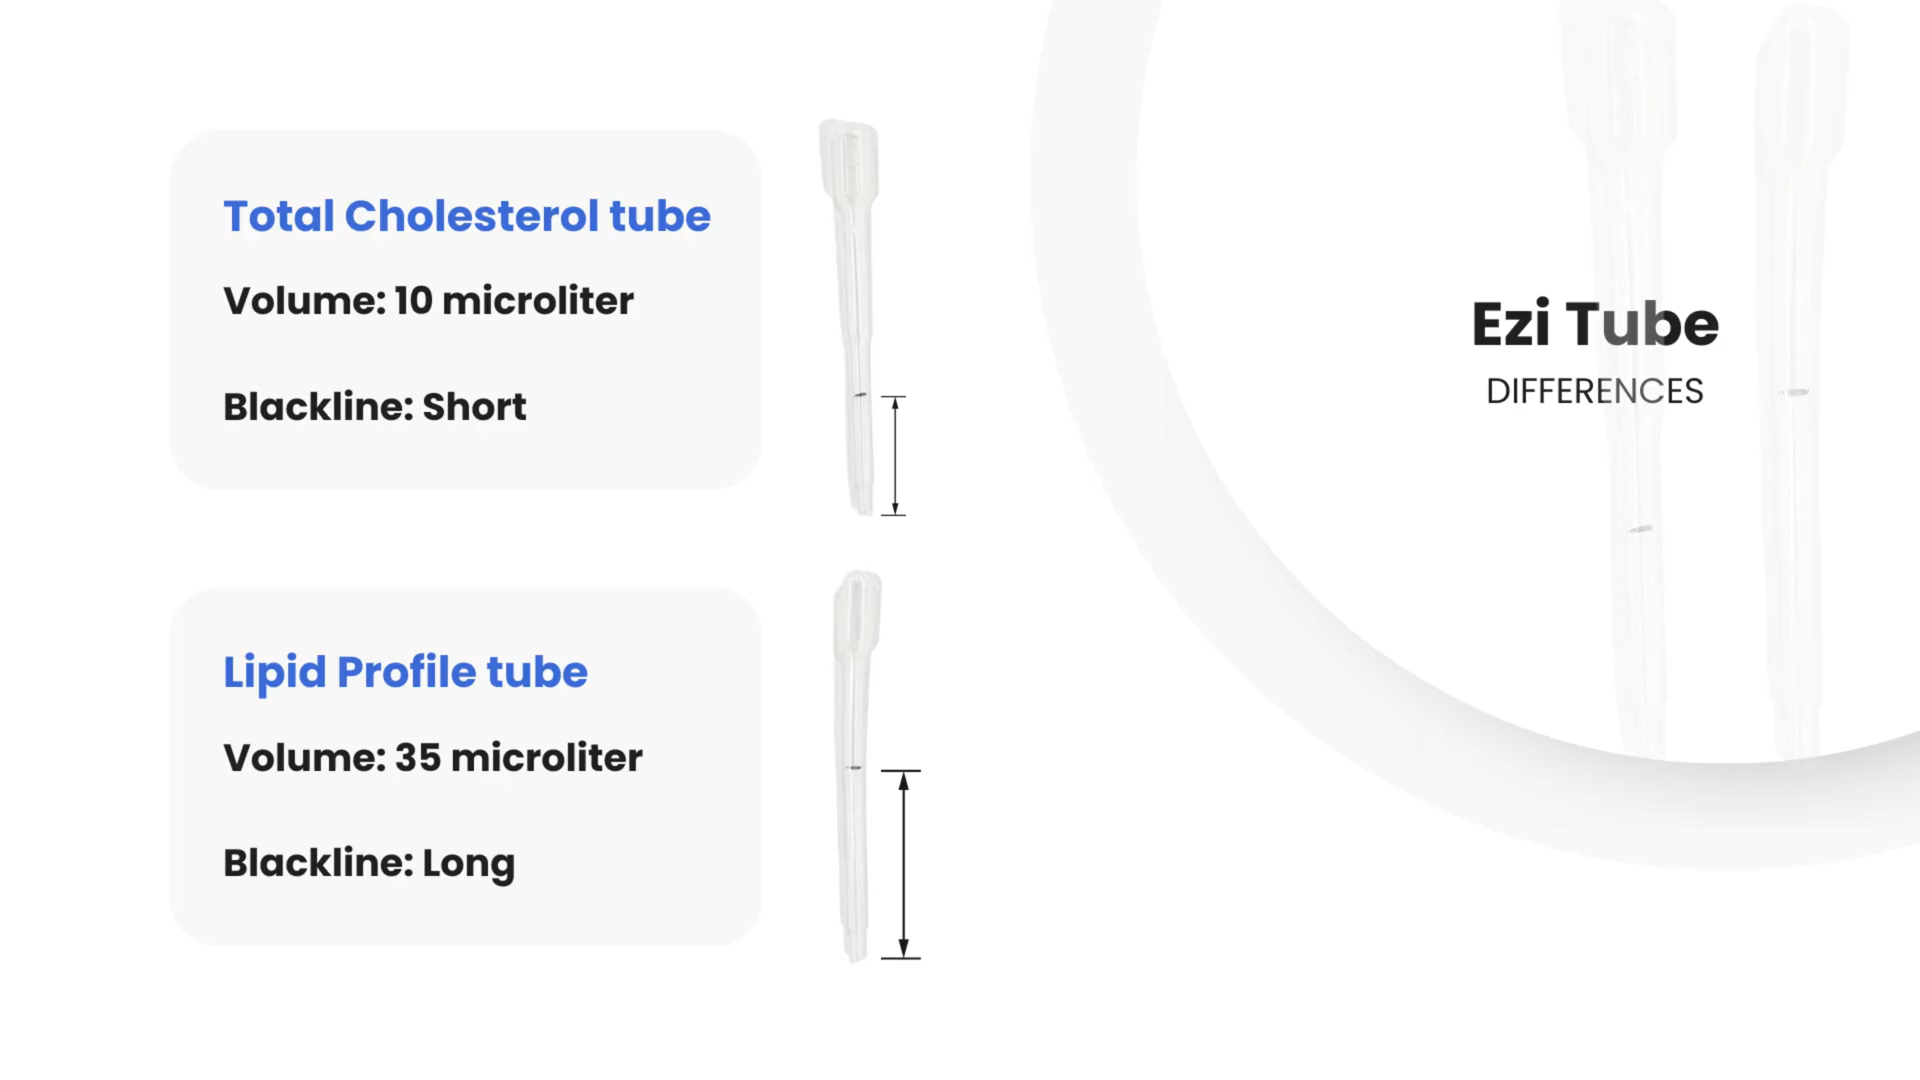 Total Cholesterol tube
Volume: 10 microliter
Blackline: Short
Lipid Profile tube
Volume: 35 microliter
Blackline: Long
Ezi Tube
DIFFERENCES